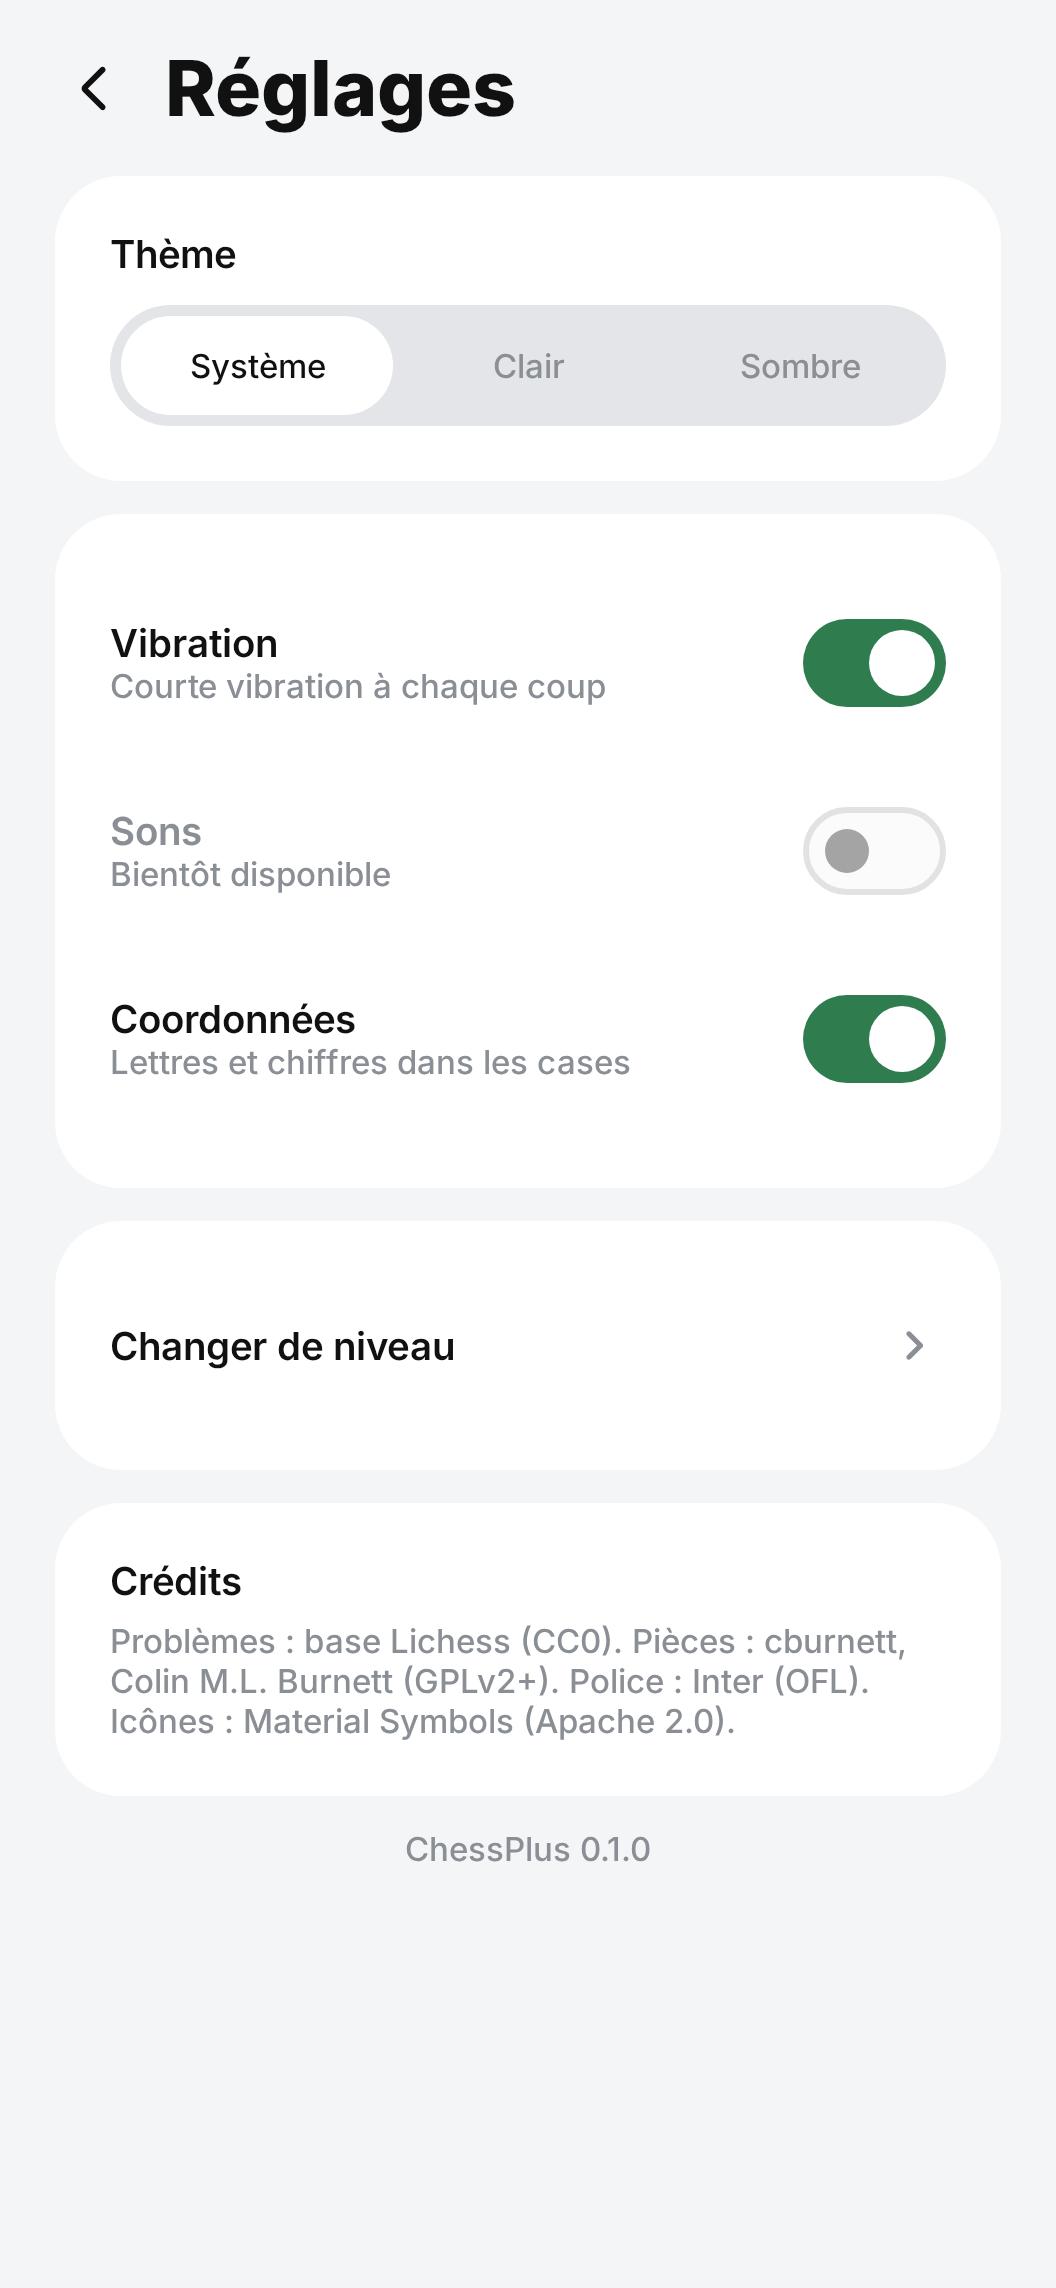 Réglages
Thème
Système
Clair
Sombre
Vibration
Courte vibration à chaque coup
Sons
Bientôt disponible
Coordonnées
Lettres et chiffres dans les cases
Changer de niveau
Crédits
Problèmes : base Lichess (CC0). Pièces : cburnett,
Colin M.L. Burnett (GPLv2+). Police : Inter (OFL).
Icônes : Material Symbols (Apache 2.0).
ChessPlus 0.1.0